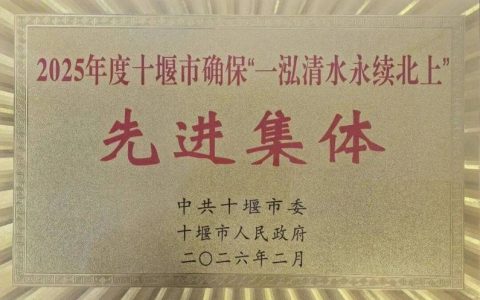 2025年度十堰市确保“一泓清水永续北上”
先进集体
中共十堰市委
十堰市人民政府
二〇二六年二月